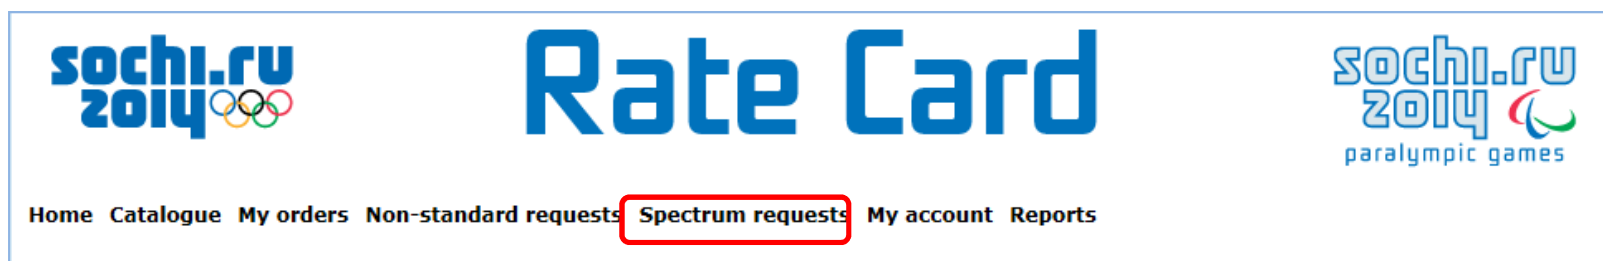 sochi.ru
2014
Rate Card
sochi.ru
2014
paralympic games
Home Catalogue My orders Non-standard requests Spectrum requests My account Reports